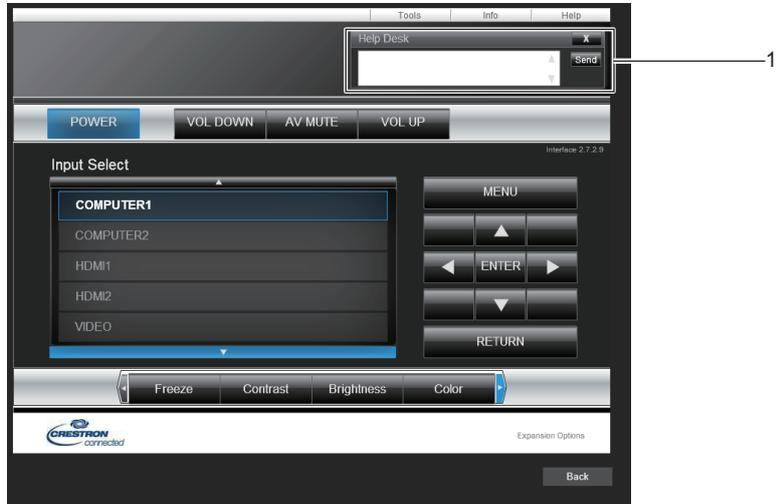 Tools Info Help
Help Desk X
Send
1
POWER VOL DOWN AV MUTE VOL UP
Interface 2.7.2.9
Input Select
COMPUTER1
MENU
COMPUTER2
HDMI1
ENTER
HDMI2
VIDEO
RETURN
Freeze Contrast Brightness Color
CRESTRON
connected
Expansion Options
Back